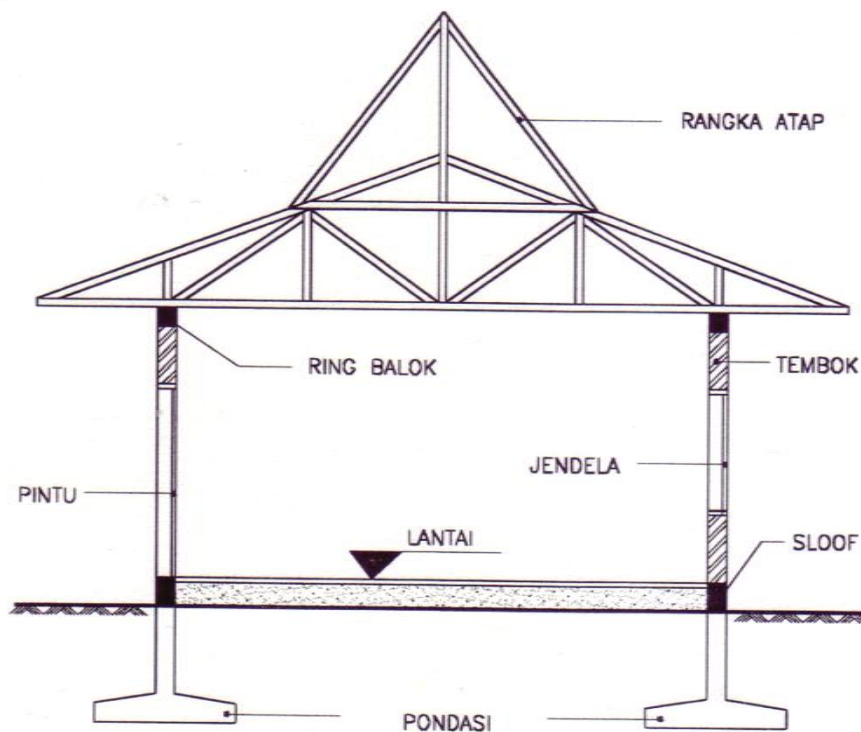 RANGKA ATAP
RING BALOK
TEMBOK
JENDELA
PINTU
LANTAI
SLOOF
PONDASI